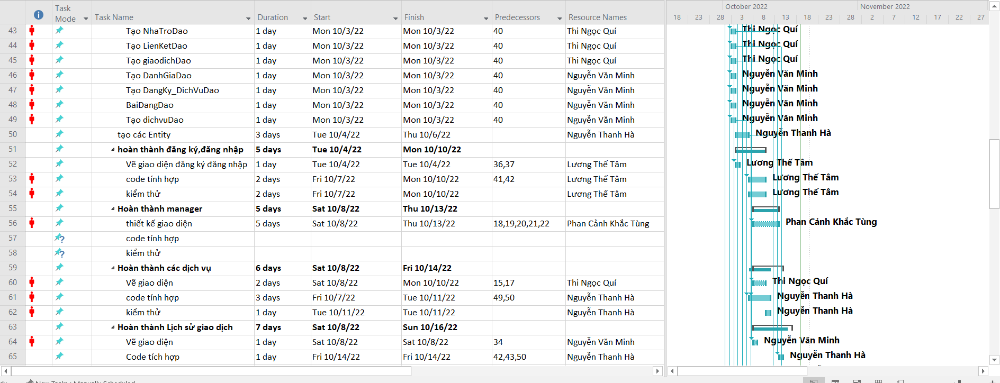 October 2022 November 2022
Task Mode Task Name Duration Start Finish Predecessors Resource Names 18 23 28 3 8 13 18 23 28 2 7 12 17 22 27
43 Tạo NhaTroDao 1 day Mon 10/3/22 Mon 10/3/22 40 Thi Ngọc Quí Thi Ngọc Quí
44 Tạo LienKetDao 1 day Mon 10/3/22 Mon 10/3/22 40 Thi Ngọc Quí Thi Ngọc Quí
45 Tạo giaodichDao 1 day Mon 10/3/22 Mon 10/3/22 40 Thi Ngọc Quí Thi Ngọc Quí
46 Tạo DanhGiaDao 1 day Mon 10/3/22 Mon 10/3/22 40 Nguyễn Văn Minh Nguyễn Văn Minh
47 Tạo DangKy_DichVuDao 1 day Mon 10/3/22 Mon 10/3/22 40 Nguyễn Văn Minh Nguyễn Văn Minh
48 BaiDangDao 1 day Mon 10/3/22 Mon 10/3/22 40 Nguyễn Văn Minh Nguyễn Văn Minh
49 Tạo dichvuDao 1 day Mon 10/3/22 Mon 10/3/22 40 Nguyễn Văn Minh Nguyễn Văn Minh
50 tạo các Entity 3 days Tue 10/4/22 Thu 10/6/22 Nguyễn Thanh Hà Nguyễn Thanh Hà
51 hoàn thành đăng ký,đăng nhập 5 days Tue 10/4/22 Mon 10/10/22
52 Vẽ giao diện đăng ký đăng nhập 1 day Tue 10/4/22 Tue 10/4/22 36,37 Lương Thế Tâm Lương Thế Tâm
53 code tính hợp 2 days Fri 10/7/22 Mon 10/10/22 41,42 Lương Thế Tâm Lương Thế Tâm
54 kiểm thử 2 days Fri 10/7/22 Mon 10/10/22 Lương Thế Tâm Lương Thế Tâm
55 Hoàn thành manager 5 days Sat 10/8/22 Thu 10/13/22
56 thiết kế giao diện 5 days Sat 10/8/22 Thu 10/13/22 18,19,20,21,22 Phan Cảnh Khắc Tùng Phan Cảnh Khắc Tùng
57 code tính hợp
58 kiểm thử
59 Hoàn thành các dịch vụ 6 days Sat 10/8/22 Fri 10/14/22
60 Vẽ giao diện 2 days Sat 10/8/22 Mon 10/10/22 15,17 Thi Ngọc Quí Thi Ngọc Quí
61 code tính hợp 3 days Fri 10/7/22 Tue 10/11/22 49,50 Nguyễn Thanh Hà Nguyễn Thanh Hà
62 kiểm thử 1 day Tue 10/11/22 Tue 10/11/22 Nguyễn Thanh Hà Nguyễn Thanh Hà
63 Hoàn thành Lịch sử giao dịch 7 days Sat 10/8/22 Sun 10/16/22
64 Vẽ giao diện 1 day Sat 10/8/22 Sat 10/8/22 34 Nguyễn Văn Minh Nguyễn Văn Minh
65 Code tích hợp 1 day Fri 10/14/22 Fri 10/14/22 42,43,50 Nguyễn Thanh Hà Nguyễn Thanh Hà
New Tasks : Manually Scheduled